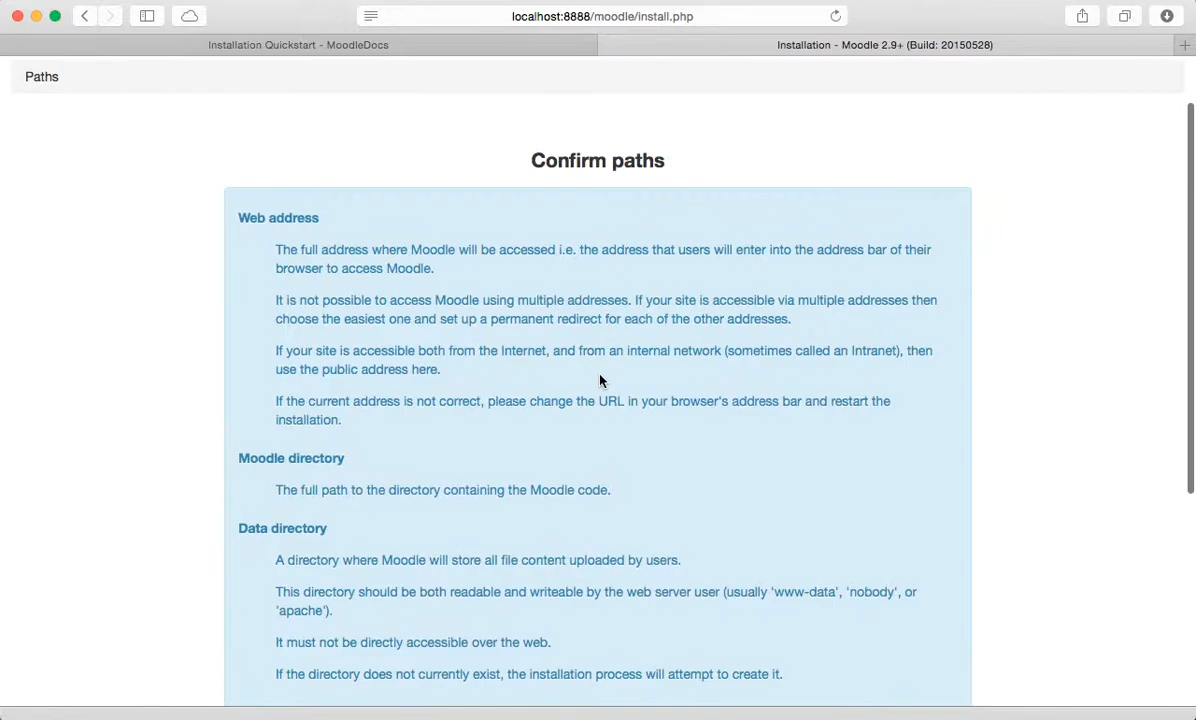 localhost:8888/moodle/install.php
Installation Quickstart - MoodleDocs
Installation - Moodle 2.9+ (Build: 20150528)
Paths
Confirm paths
Web address
The full address where Moodle will be accessed i.e. the address that users will enter into the address bar of their
browser to access Moodle.
It is not possible to access Moodle using multiple addresses. If your site is accessible via multiple addresses then
choose the easiest one and set up a permanent redirect for each of the other addresses.
If your site is accessible both from the Internet, and from an internal network (sometimes called an Intranet), then
use the public address here.
If the current address is not correct, please change the URL in your browser's address bar and restart the
installation.
Moodle directory
The full path to the directory containing the Moodle code.
Data directory
A directory where Moodle will store all file content uploaded by users.
This directory should be both readable and writeable by the web server user (usually 'www-data', 'nobody', or
'apache').
It must not be directly accessible over the web.
If the directory does not currently exist, the installation process will attempt to create it.